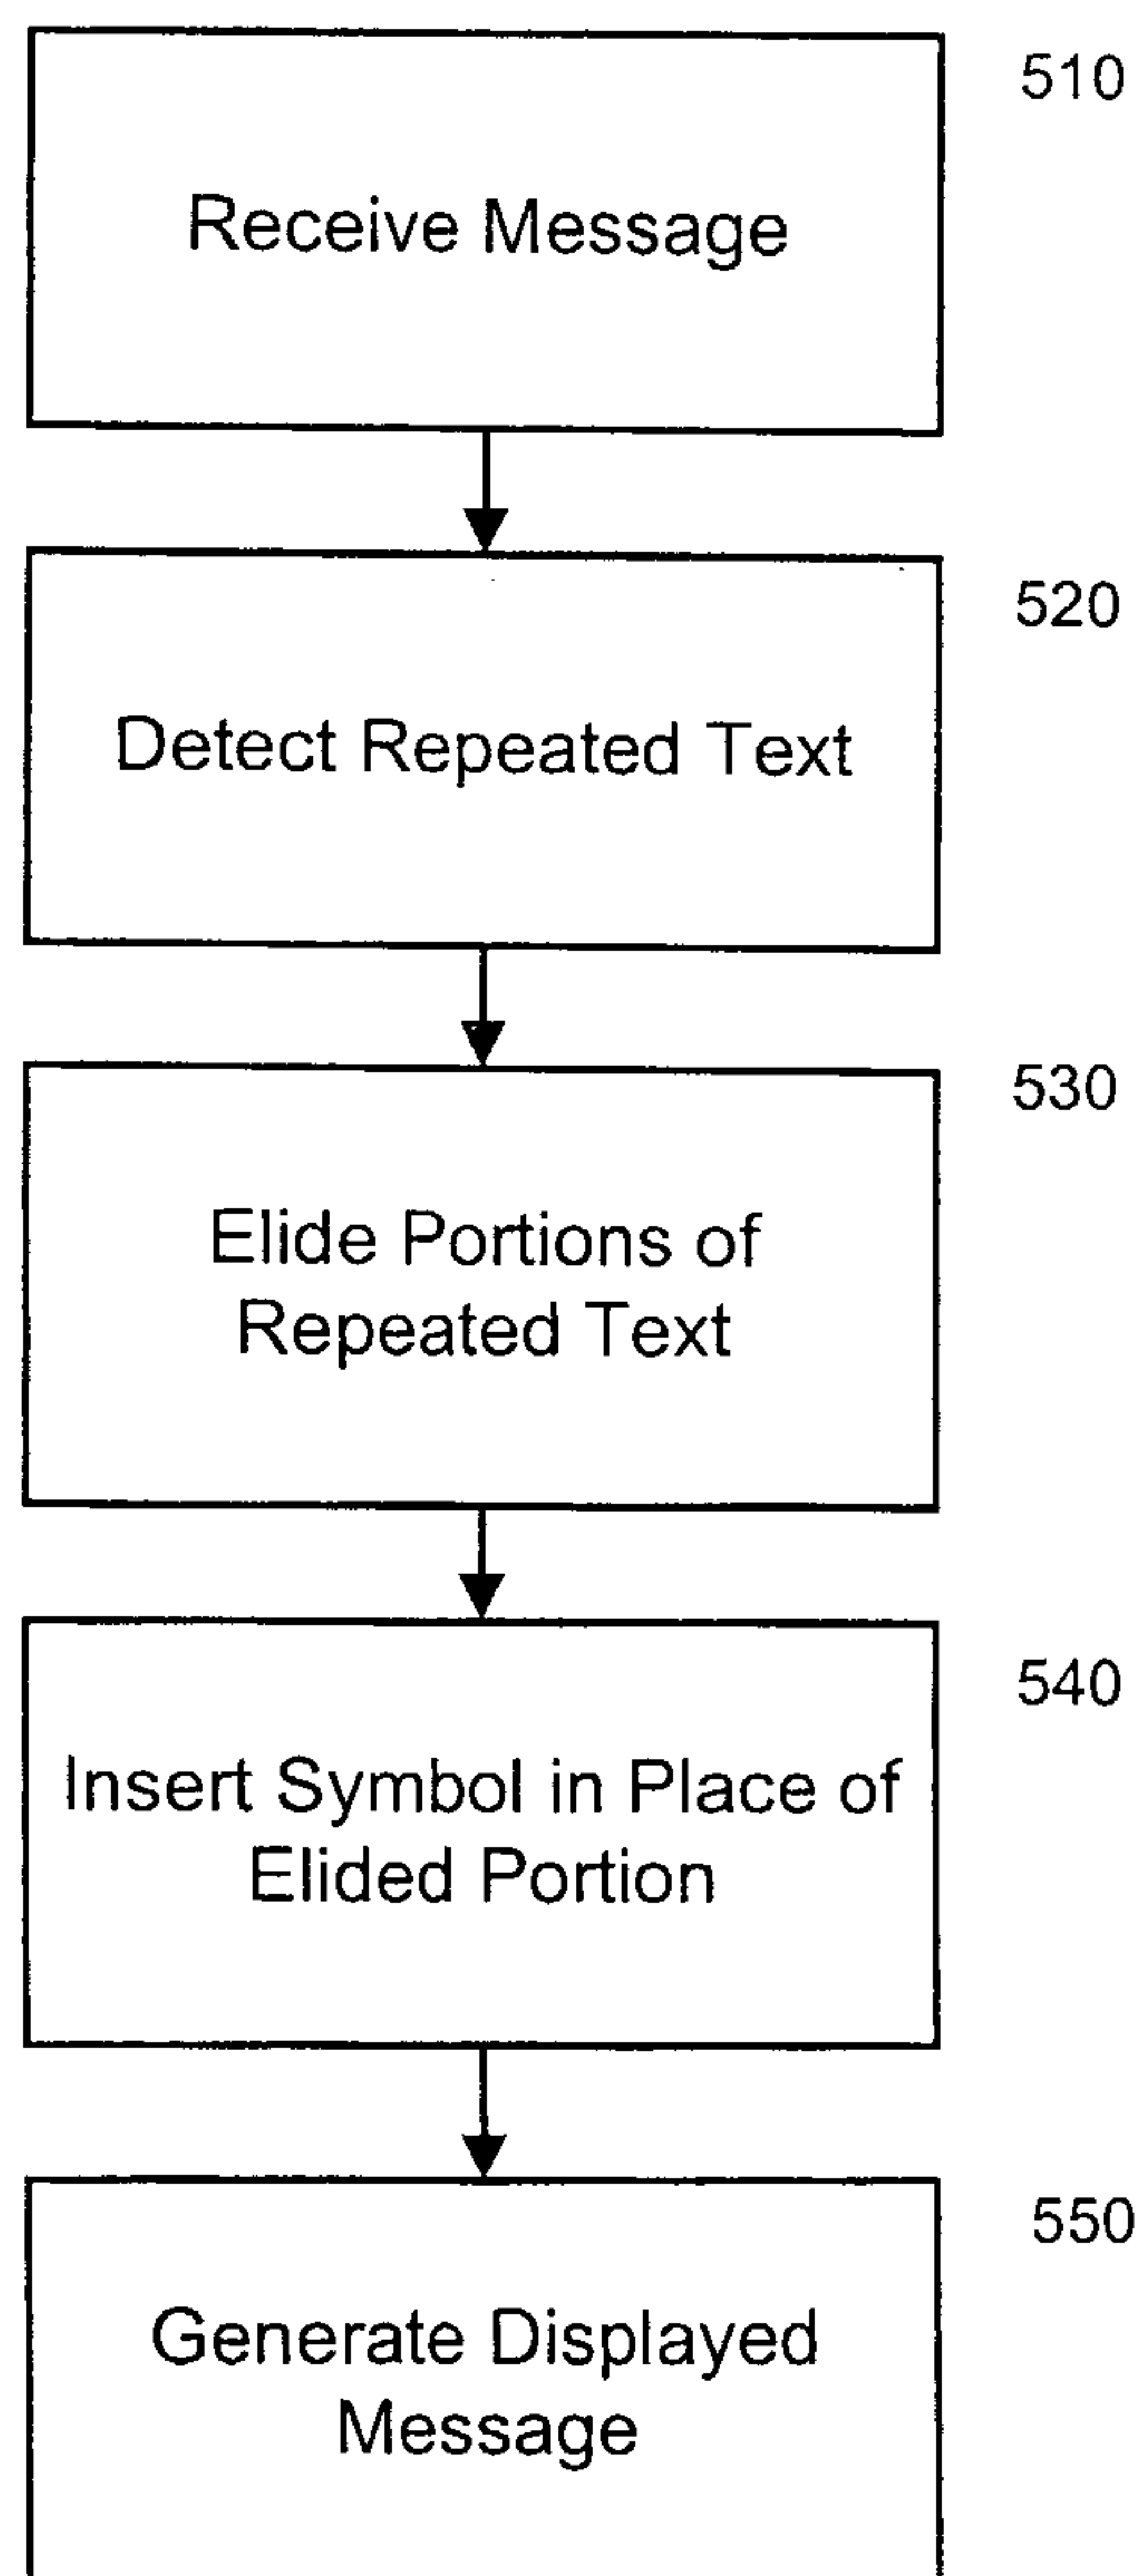 510
Receive Message
520
Detect Repeated Text
530
Elide Portions of
Repeated Text
540
Insert Symbol in Place of
Elided Portion
550
Generate Displayed
Message